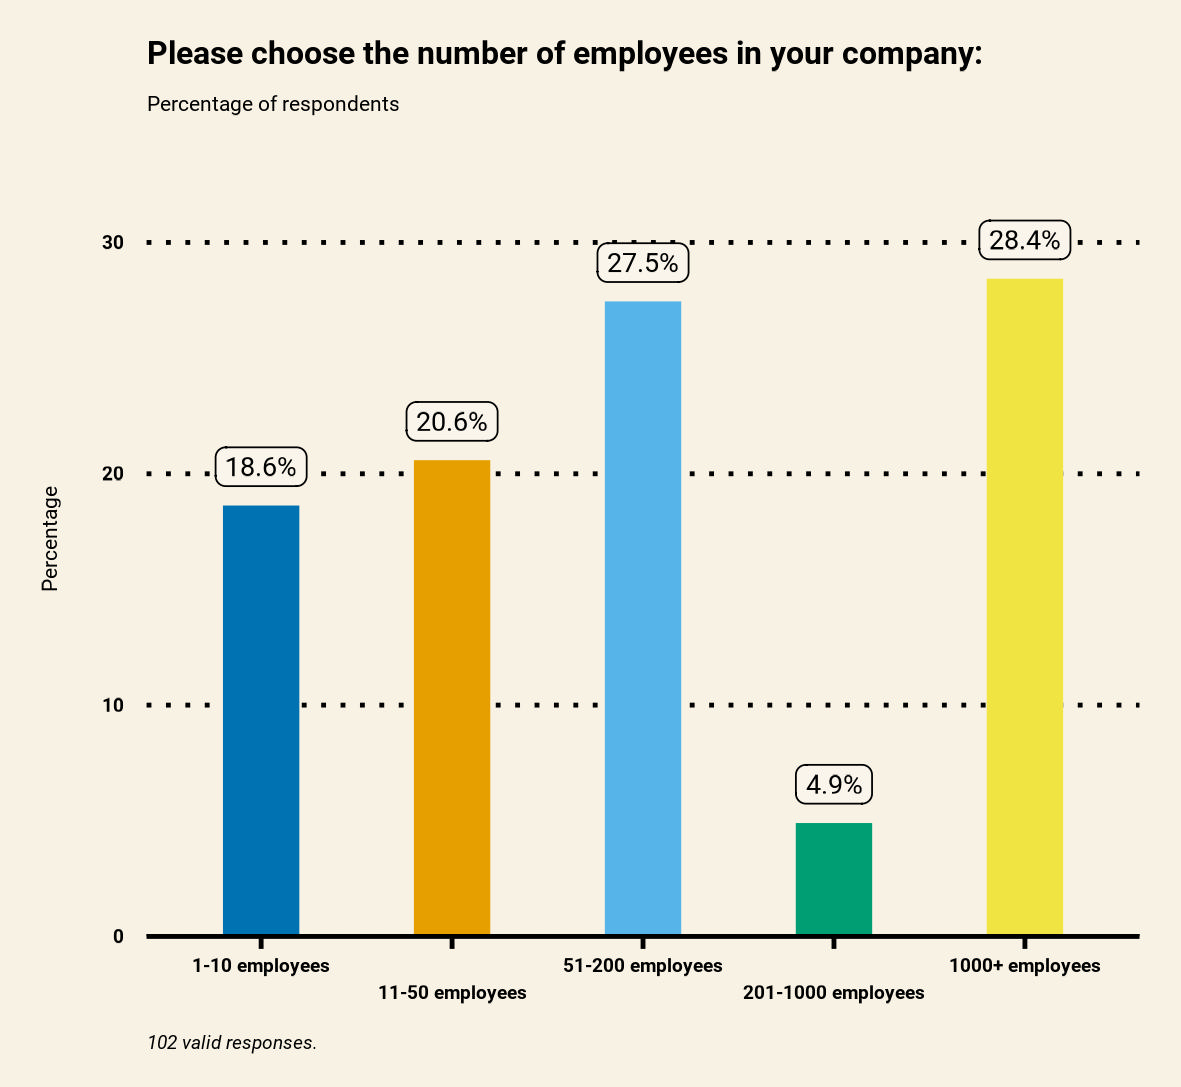 Please choose the number of employees in your company:
Percentage of respondents
30
28.4%
27.5%
20.6%
18.6%
20
Percentage
10
4.9%
0
1-10 employees
51-200 employees
1000+ employees
11-50 employees
201-1000 employees
102 valid responses.